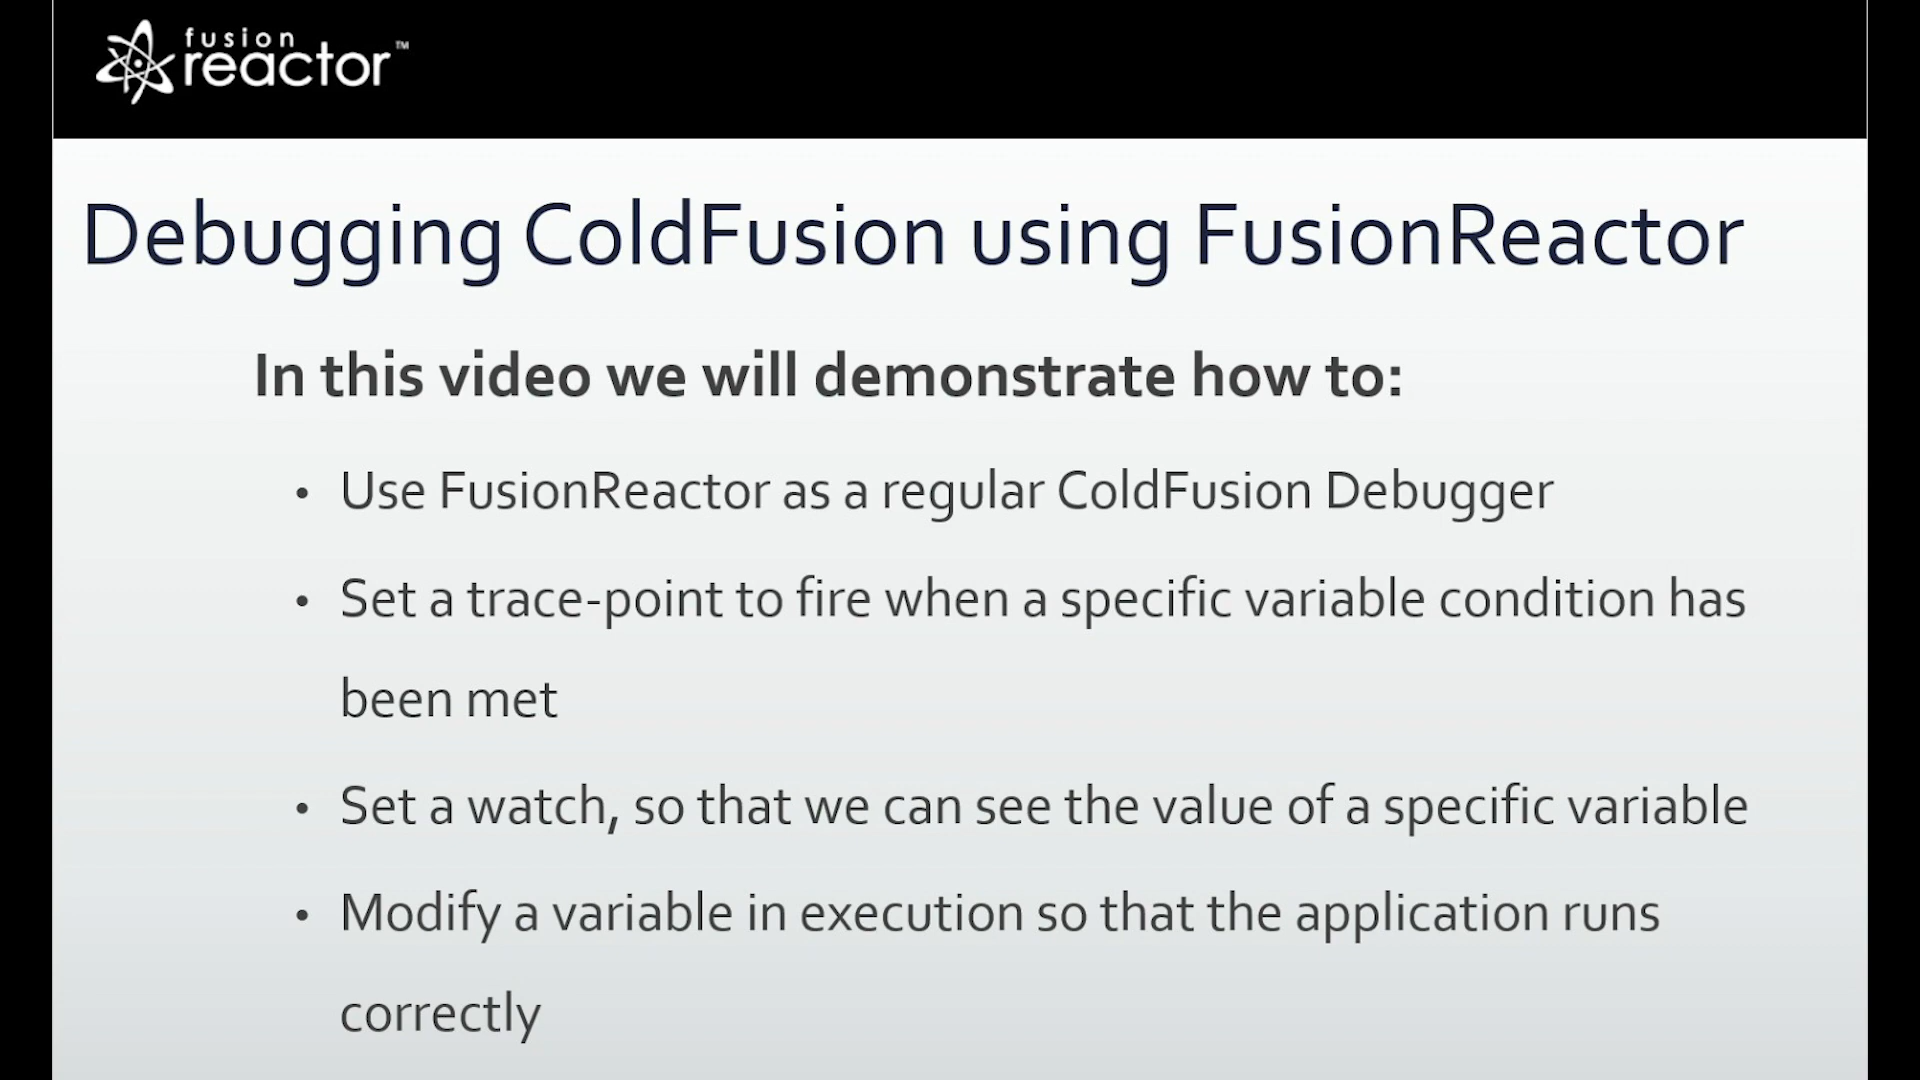 fusion
reactor™
Debugging ColdFusion using FusionReactor
In this video we will demonstrate how to:
• Use FusionReactor as a regular ColdFusion Debugger
• Set a trace-point to fire when a specific variable condition has
been met
• Set a watch, so that we can see the value of a specific variable
• Modify a variable in execution so that the application runs
correctly